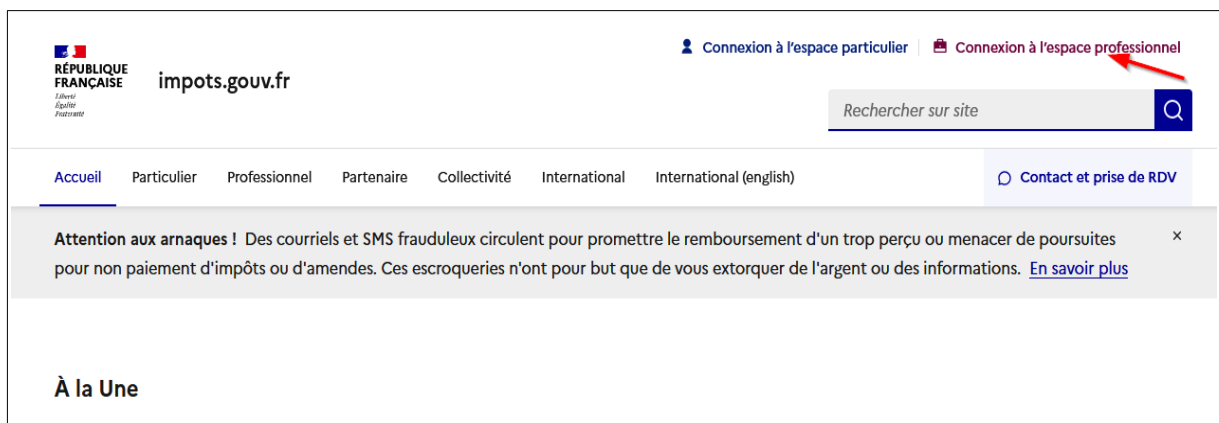 Connexion à l'espace particulier
Connexion à l'espace professionnel
RÉPUBLIQUE
FRANÇAISE
Liberté
Égalité
Fraternité
impots.gouv.fr
Rechercher sur site
Accueil Particulier Professionnel Partenaire Collectivité International International (english) Contact et prise de RDV
Attention aux arnaques ! Des courriels et SMS frauduleux circulent pour promettre le remboursement d'un trop perçu ou menacer de poursuites ×
pour non paiement d'impôts ou d'amendes. Ces escroqueries n'ont pour but que de vous extorquer de l'argent ou des informations. En savoir plus
À la Une